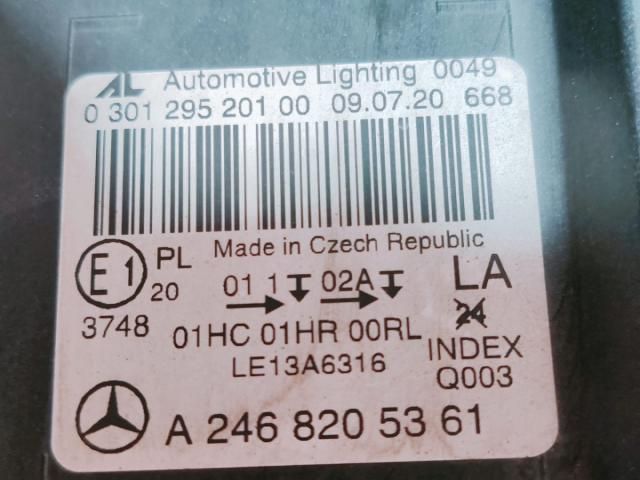 AL Automotive Lighting 0049
0 301 295 201 00 09.07.20 668
Made in Czech Republic
E1 PL 20 3748
01 1 02A LA
24
01HC 01HR 00RL
LE13A6316
INDEX Q003
A 246 820 53 61